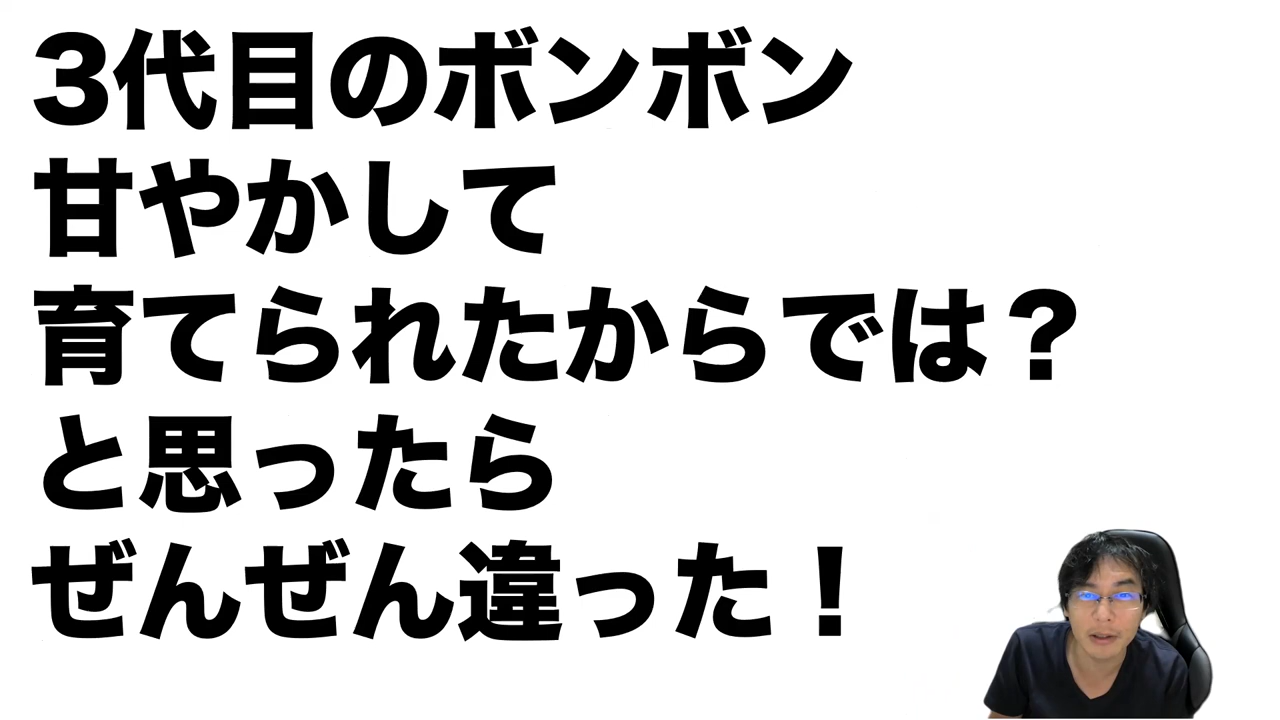 3代目のボンボン
甘やかして
育てられたからでは？
と思ったら
ぜんぜん違った！